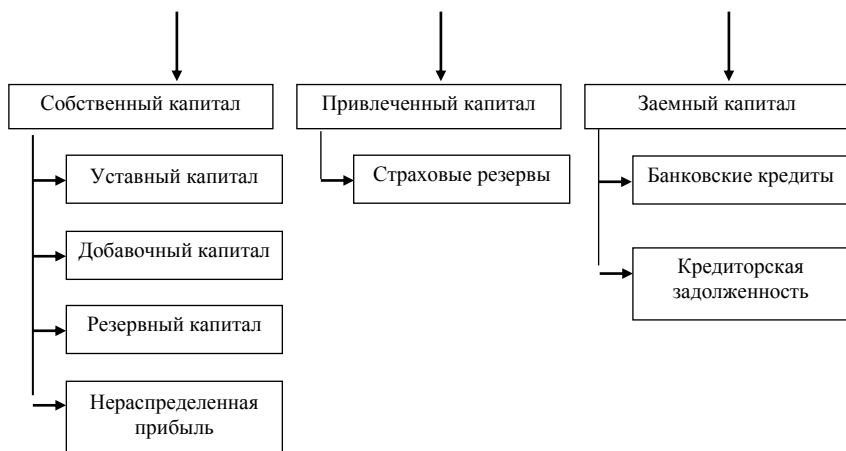 Собственный капитал
Привлеченный капитал
Заемный капитал
Уставный капитал
Страховые резервы
Банковские кредиты
Добавочный капитал
Кредиторская
задолженность
Резервный капитал
Нераспределенная
прибыль